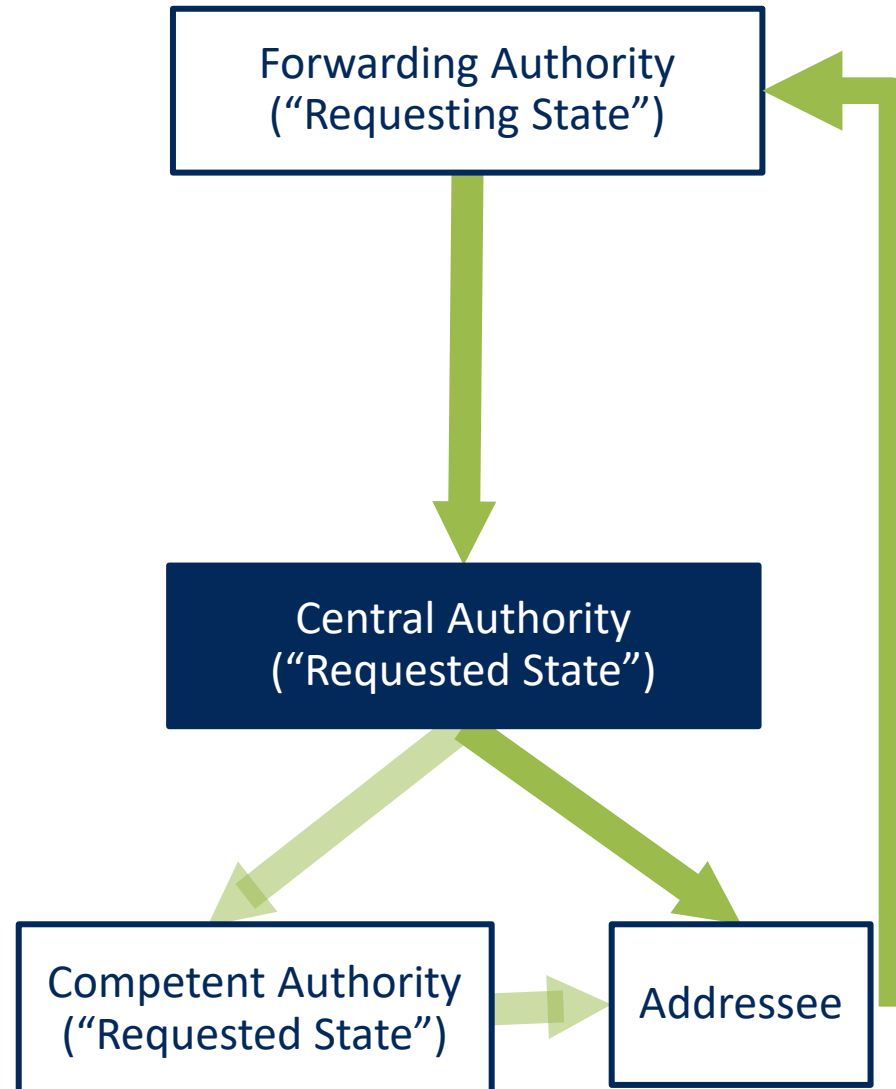 Forwarding Authority
(“Requesting State”)
Central Authority
(“Requested State”)
Competent Authority
(“Requested State”)
Addressee